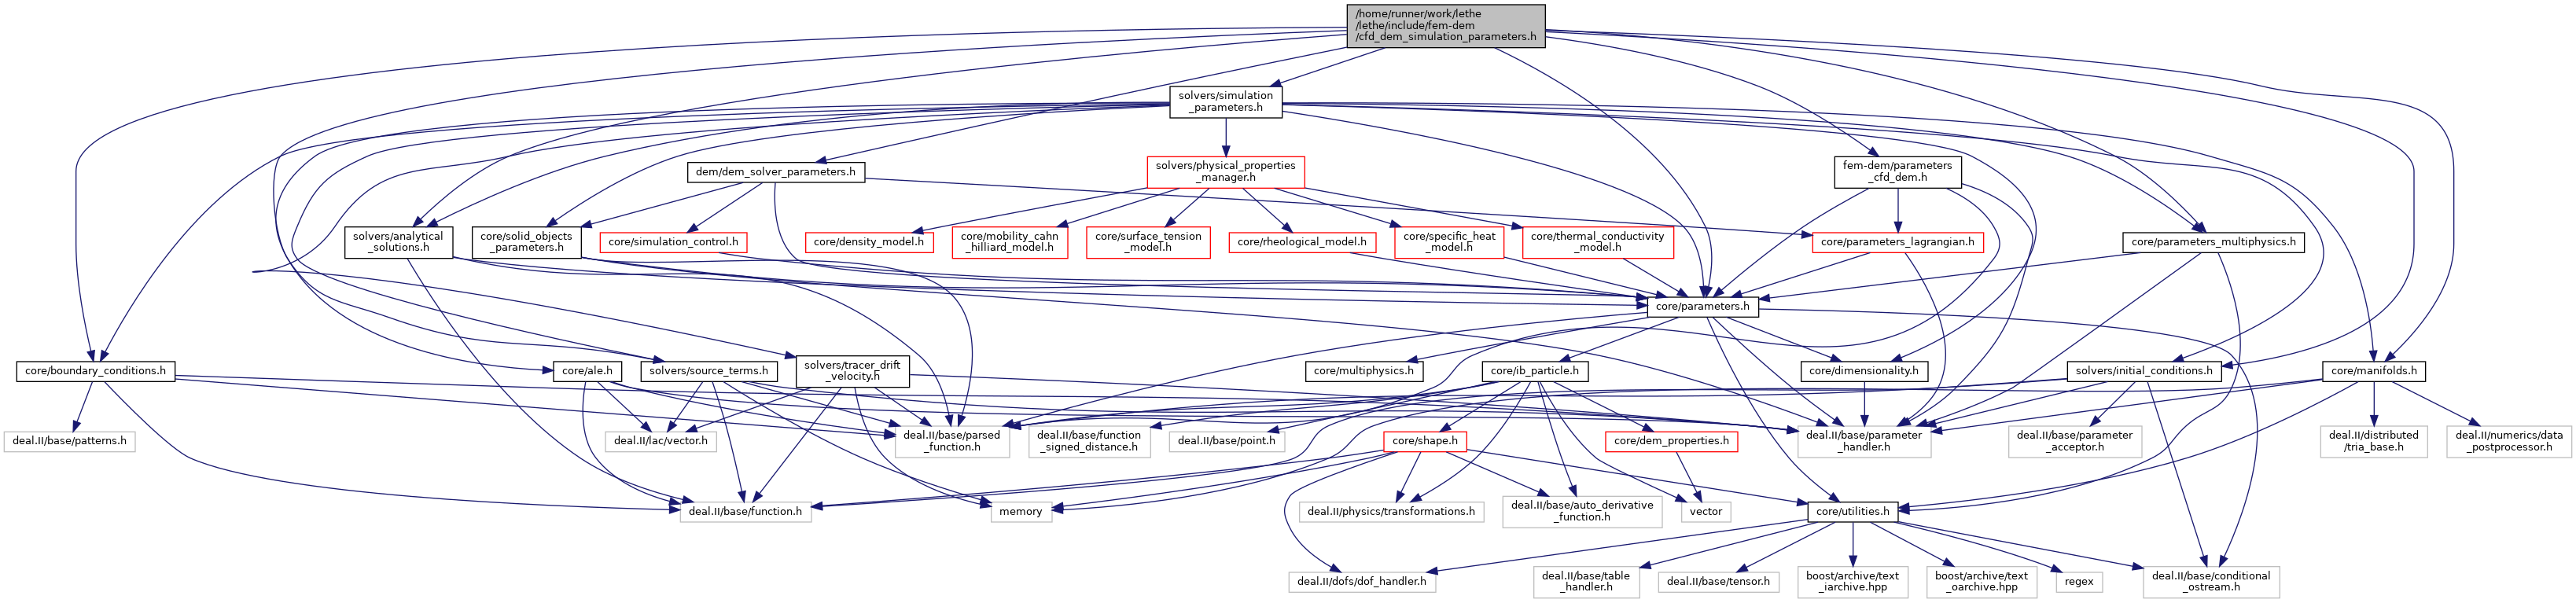 /home/runner/work/lethe
/lethe/include/fem-dem
/cfd_dem_simulation_parameters.h
solvers/simulation
_parameters.h
dem/dem_solver_parameters.h
solvers/physical_properties
_manager.h
fem-dem/parameters
_cfd_dem.h
solvers/analytical
_solutions.h
core/solid_objects
_parameters.h
core/simulation_control.h
core/density_model.h
core/mobility_cahn
_hilliard_model.h
core/surface_tension
_model.h
core/rheological_model.h
core/specific_heat
_model.h
core/thermal_conductivity
_model.h
core/parameters_lagrangian.h
core/parameters_multiphysics.h
core/parameters.h
core/boundary_conditions.h
core/ale.h
solvers/source_terms.h
solvers/tracer_drift
_velocity.h
core/multiphysics.h
core/ib_particle.h
core/dimensionality.h
solvers/initial_conditions.h
core/manifolds.h
deal.II/base/patterns.h
deal.II/lac/vector.h
deal.II/base/parsed
_function.h
deal.II/base/function
_signed_distance.h
deal.II/base/point.h
core/shape.h
core/dem_properties.h
deal.II/base/parameter
_handler.h
deal.II/base/parameter
_acceptor.h
deal.II/distributed
/tria_base.h
deal.II/numerics/data
_postprocessor.h
deal.II/base/function.h
memory
deal.II/physics/transformations.h
deal.II/base/auto_derivative
_function.h
vector
core/utilities.h
deal.II/dofs/dof_handler.h
deal.II/base/table
_handler.h
deal.II/base/tensor.h
boost/archive/text
_iarchive.hpp
boost/archive/text
_oarchive.hpp
regex
deal.II/base/conditional
_ostream.h